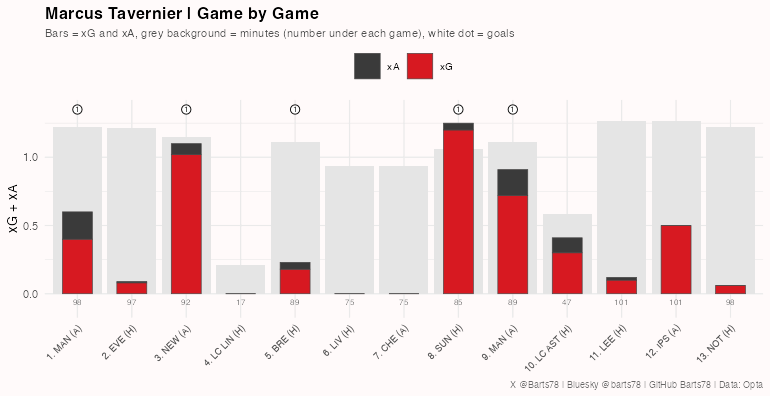 Marcus Tavernier | Game by Game
Bars = xG and xA, grey background = minutes (number under each game), white dot = goals
xA xG
1 1 1 1 1
xG + xA
1.0
0.5
0.0
98 97 92 17 89 75 75 85 89 47 101 101 98
1. MAN (A)
2. EVE (H)
3. NEW (A)
4. LC LIN (H)
5. BRE (H)
6. LIV (H)
7. CHE (A)
8. SUN (H)
9. MAN (A)
10. LC AST (H)
11. LEE (H)
12. IPS (A)
13. NOT (H)
X @Barts78 | Bluesky @barts78 | GitHub Barts78 | Data: Opta